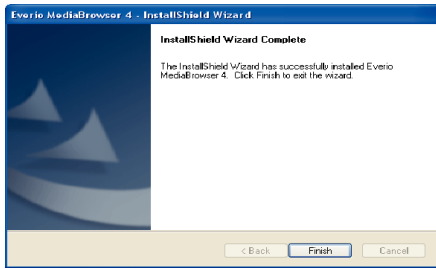 Everio MediaBrowser 4 - InstallShield Wizard
InstallShield Wizard Complete
The InstallShield Wizard has successfully installed Everio
MediaBrowser 4. Click Finish to exit the wizard.
< Back Finish Cancel